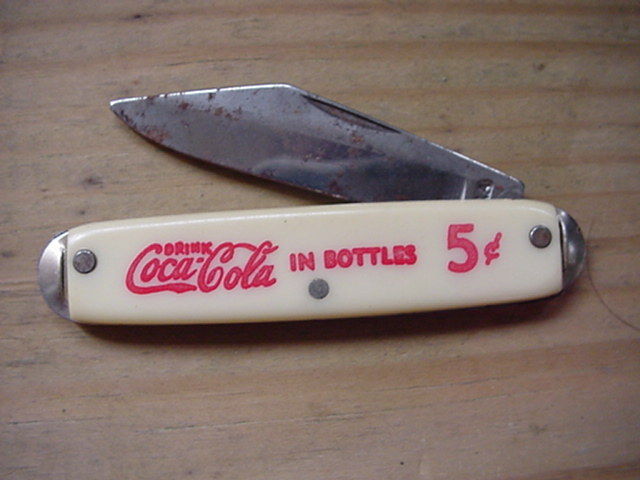 DRINK
Coca-Cola IN BOTTLES 5¢